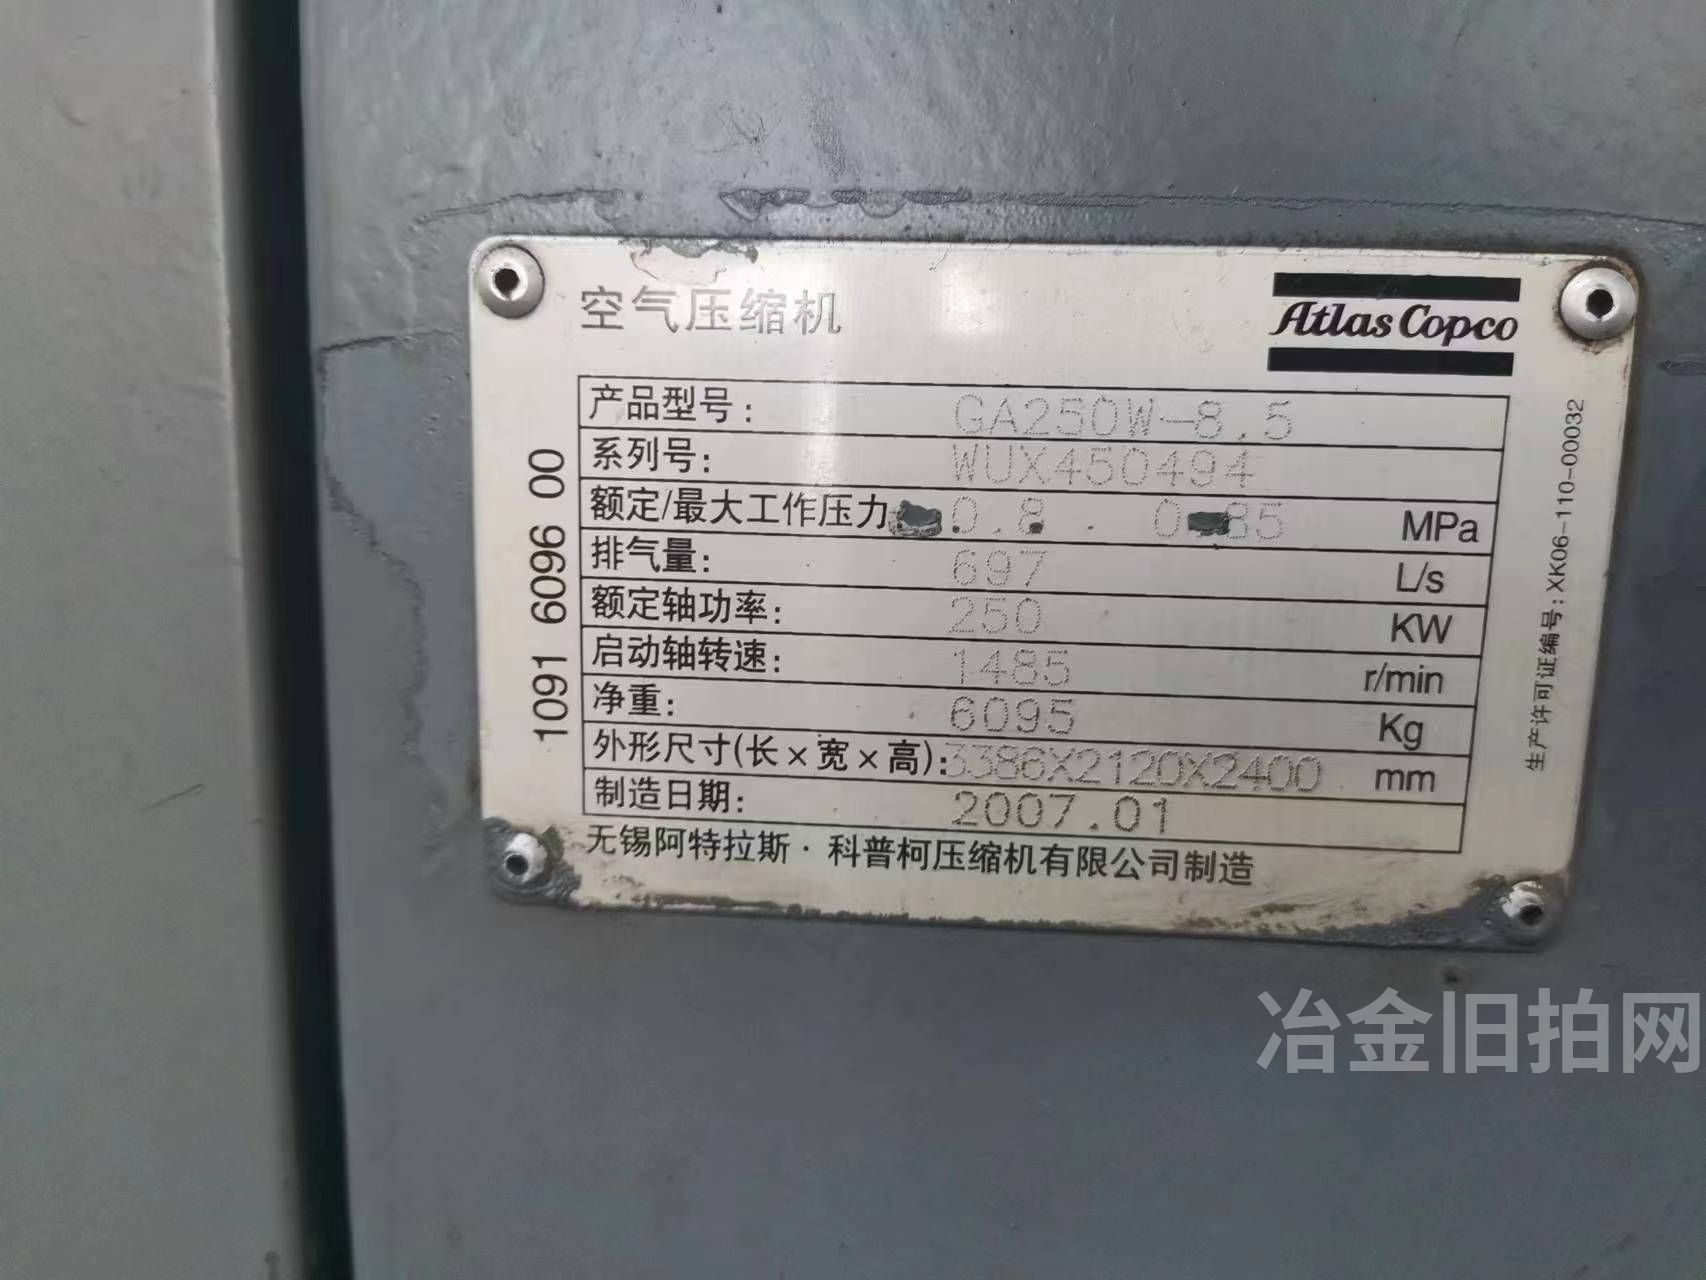 空气压缩机
Atlas Copco
产品型号: GA250W-8.5
系列号: WUX450494
额定/最大工作压力 0.8 0.85 MPa
排气量: 697 L/s
额定轴功率: 250 KW
启动轴转速: 1485 r/min
净重: 6095 Kg
外形尺寸(长×宽×高): 3386X2120X2400 mm
制造日期: 2007.01
无锡阿特拉斯·科普柯压缩机有限公司制造
1091 6096 00
生产许可证编号: XK06-110-00032
冶金旧拍网